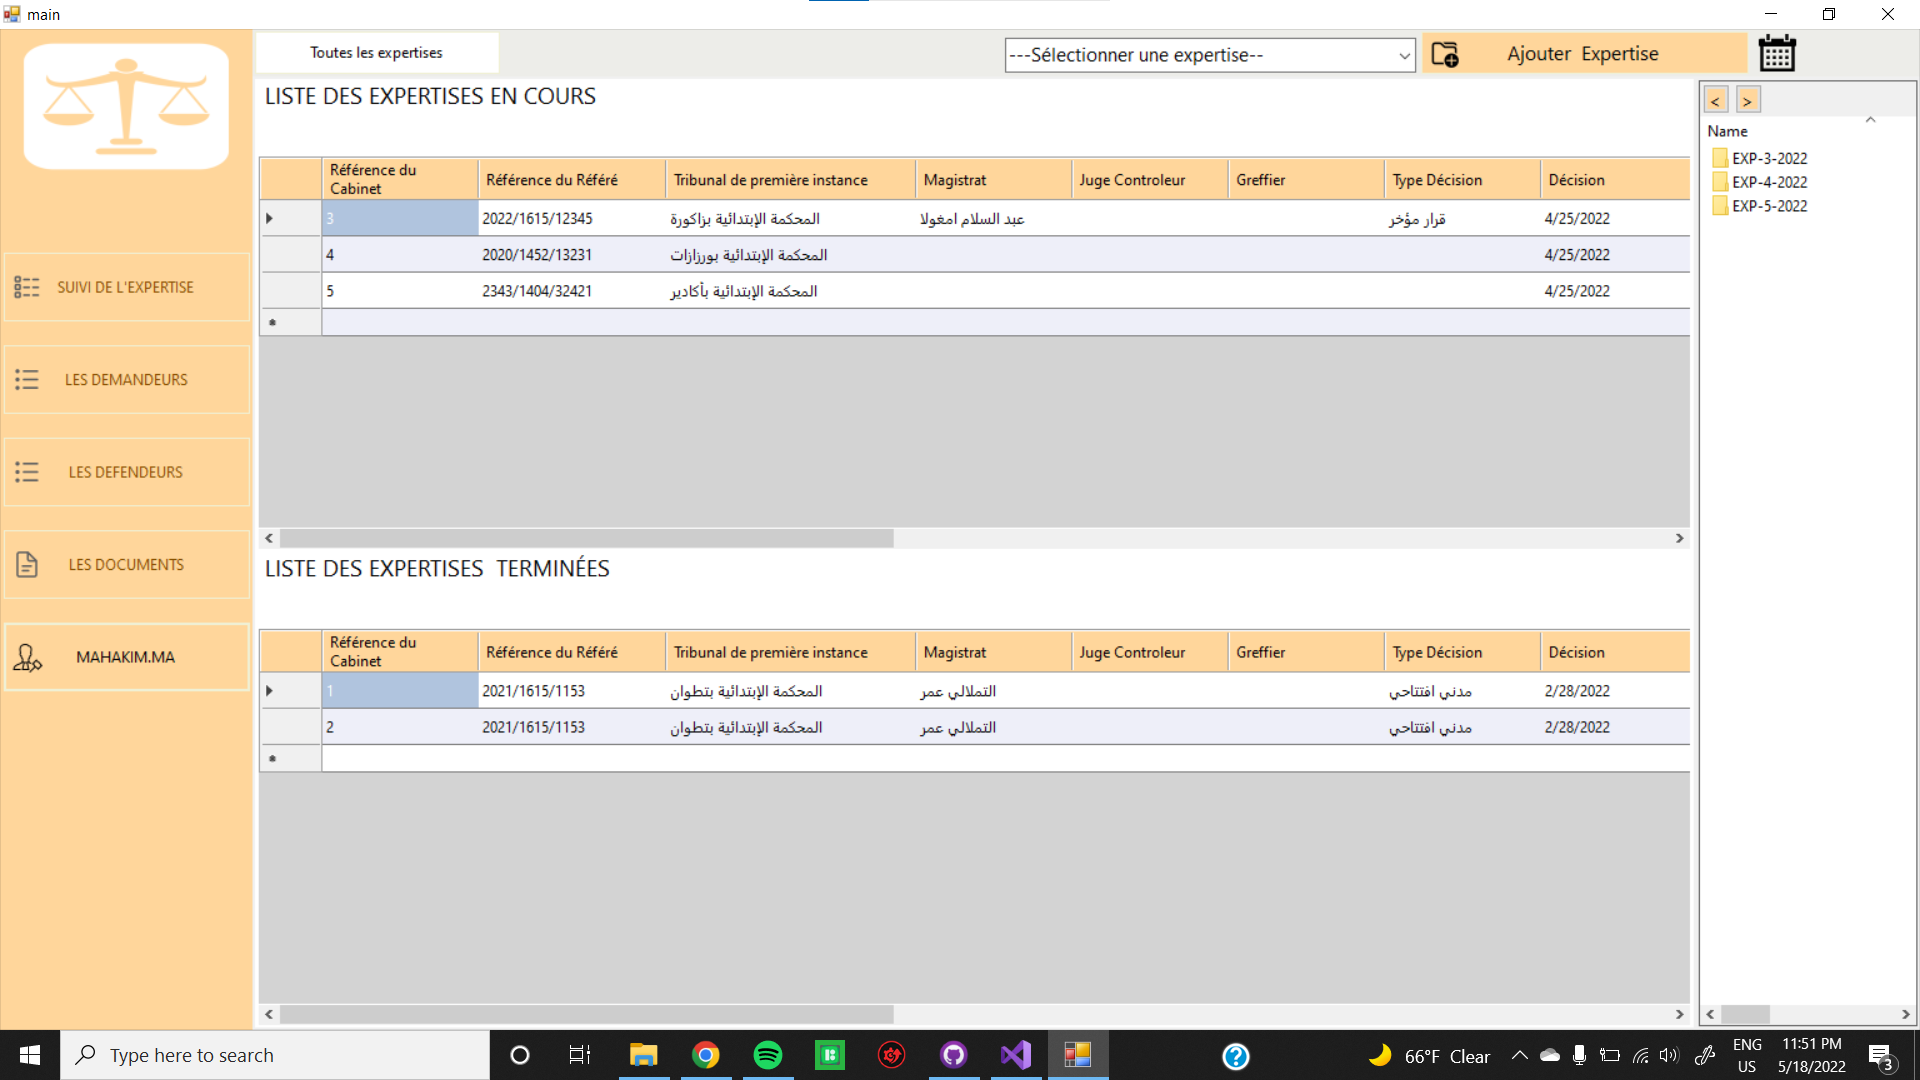 main
Toutes les expertises
---Sélectionner une expertise--
Ajouter Expertise
SUIVI DE L'EXPERTISE
LES DEMANDEURS
LES DEFENDEURS
LES DOCUMENTS
MAHAKIM.MA
LISTE DES EXPERTISES EN COURS
Référence du Cabinet Référence du Référé Tribunal de première instance Magistrat Juge Controleur Greffier Type Décision Décision
3 2022/1615/12345 المحكمة الإبتدائية بزاكورة عبد السلام امغولا قرار مؤخر 4/25/2022
4 2020/1452/13231 المحكمة الإبتدائية بورزازات 4/25/2022
5 2343/1404/32421 المحكمة الإبتدائية بأكادير 4/25/2022
LISTE DES EXPERTISES TERMINÉES
Référence du Cabinet Référence du Référé Tribunal de première instance Magistrat Juge Controleur Greffier Type Décision Décision
1 2021/1615/1153 المحكمة الإبتدائية بتطوان التملالي عمر مدني افتتاحي 2/28/2022
2 2021/1615/1153 المحكمة الإبتدائية بتطوان التملالي عمر مدني افتتاحي 2/28/2022
< >
Name
EXP-3-2022
EXP-4-2022
EXP-5-2022
Type here to search
66°F Clear
ENG
US
11:51 PM
5/18/2022
3